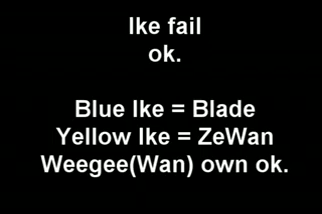 Ike fail
ok.
Blue Ike = Blade
Yellow Ike = ZeWan
Weegee(Wan) own ok.